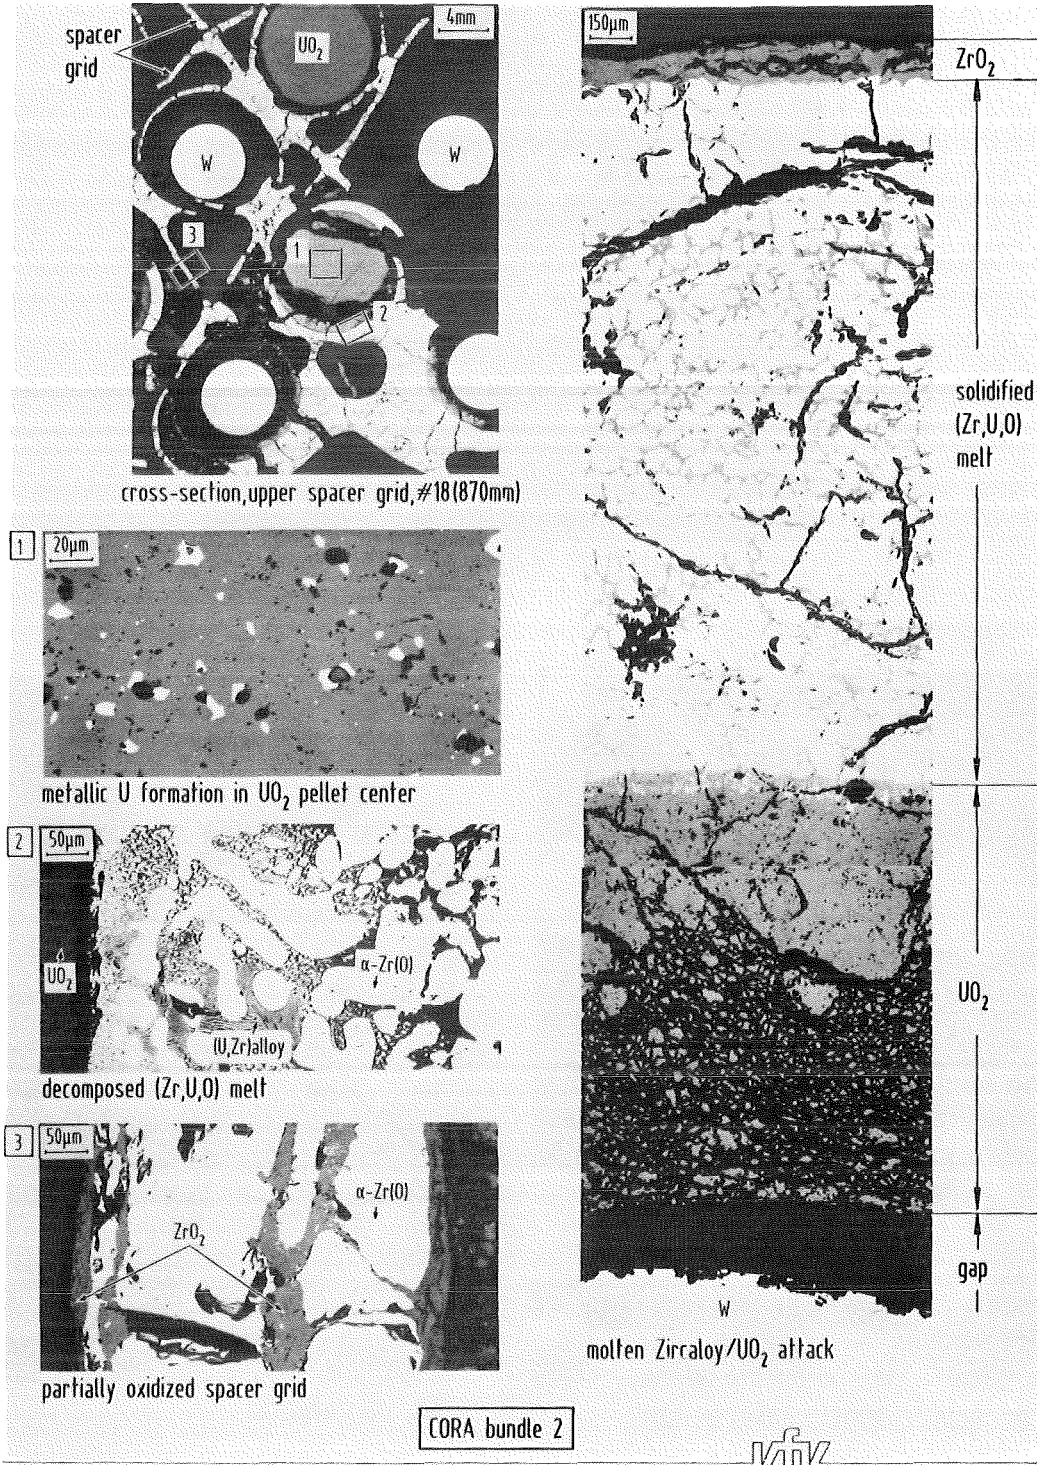 spacer
grid
4mm
UO₂
W
W
3
1
2
cross-section, upper spacer grid, #18 (870mm)
1
20µm
metallic U formation in UO₂ pellet center
2
50µm
UO₂
α-Zr(O)
(U,Zr)alloy
decomposed (Zr,U,O) melt
3
50µm
α-Zr(O)
ZrO₂
partially oxidized spacer grid
150µm
ZrO₂
solidified
(Zr,U,O)
melt
UO₂
gap
W
molten Zircaloy/UO₂ attack
CORA bundle 2
KfK